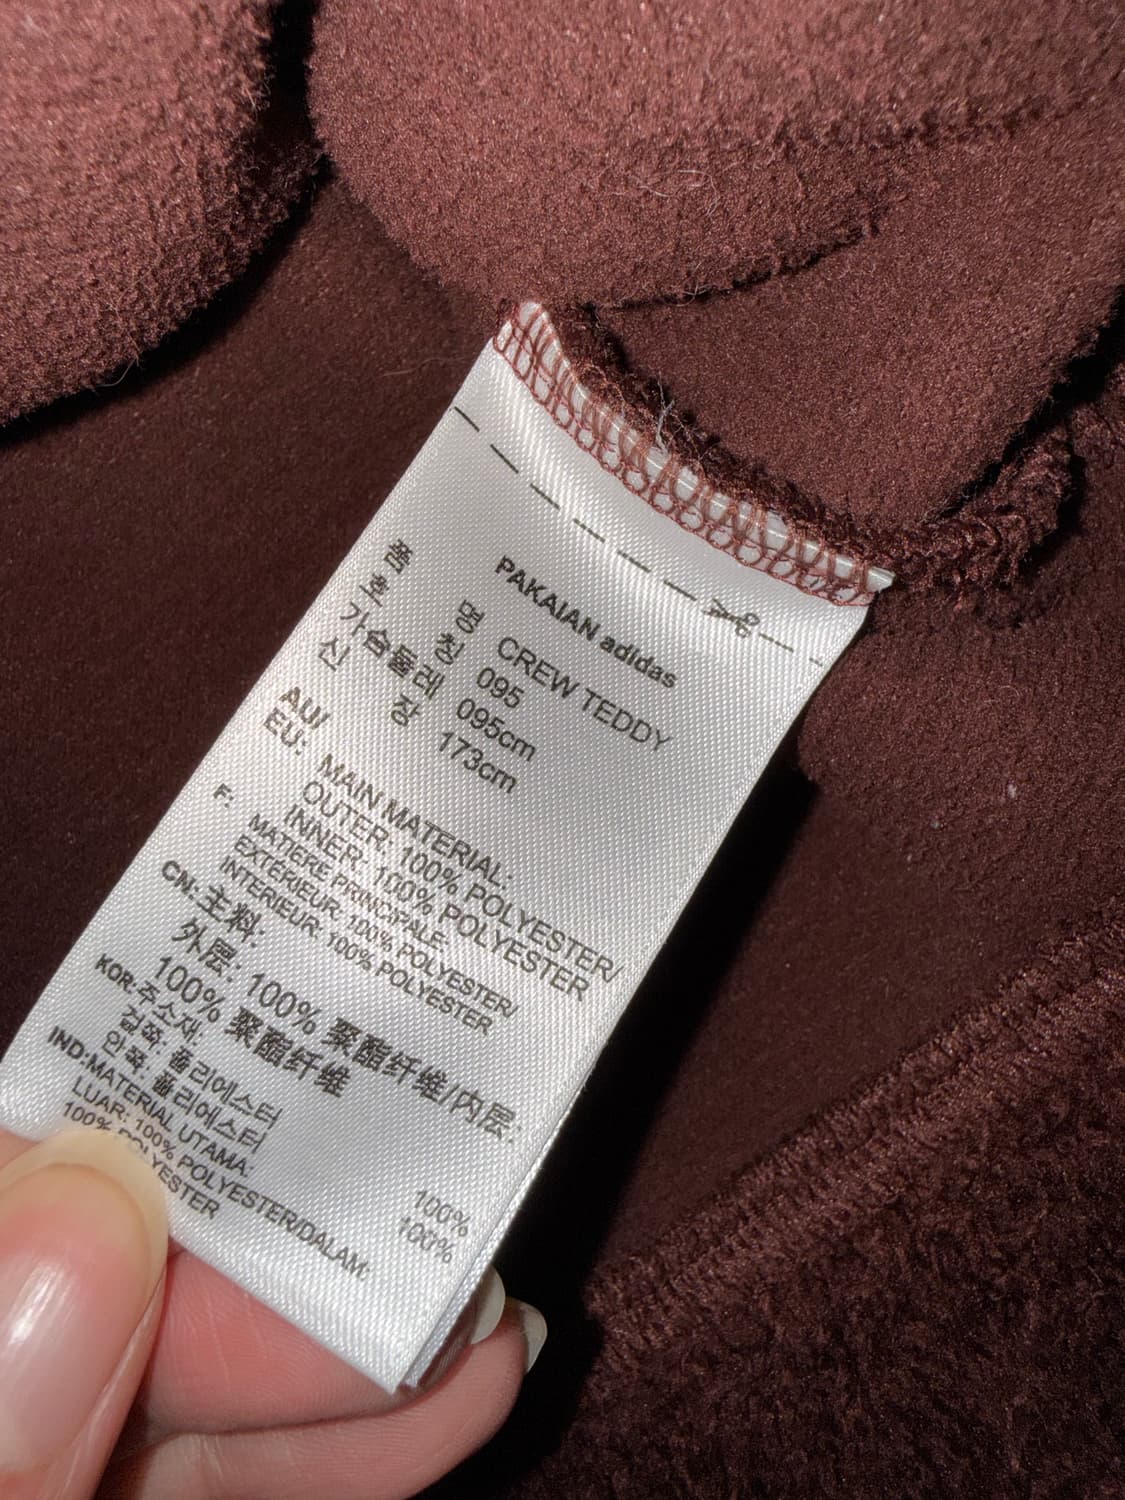 PAKAIAN adidas
품 명 CREW TEDDY
호 칭 095
가슴둘레 095cm
신 장 173cm
AU/
EU: MAIN MATERIAL:
OUTER: 100% POLYESTER/
INNER: 100% POLYESTER
F: MATIERE PRINCIPALE:
EXTERIEUR: 100% POLYESTER/
INTERIEUR: 100% POLYESTER
CN: 主料:
外层: 100% 聚酯纤维/内层:
100% 聚酯纤维
KOR: 주소재:
겉쪽: 폴리에스터 100%
안쪽: 폴리에스터 100%
IND: MATERIAL UTAMA:
LUAR: 100% POLYESTER/DALAM:
100% POLYESTER